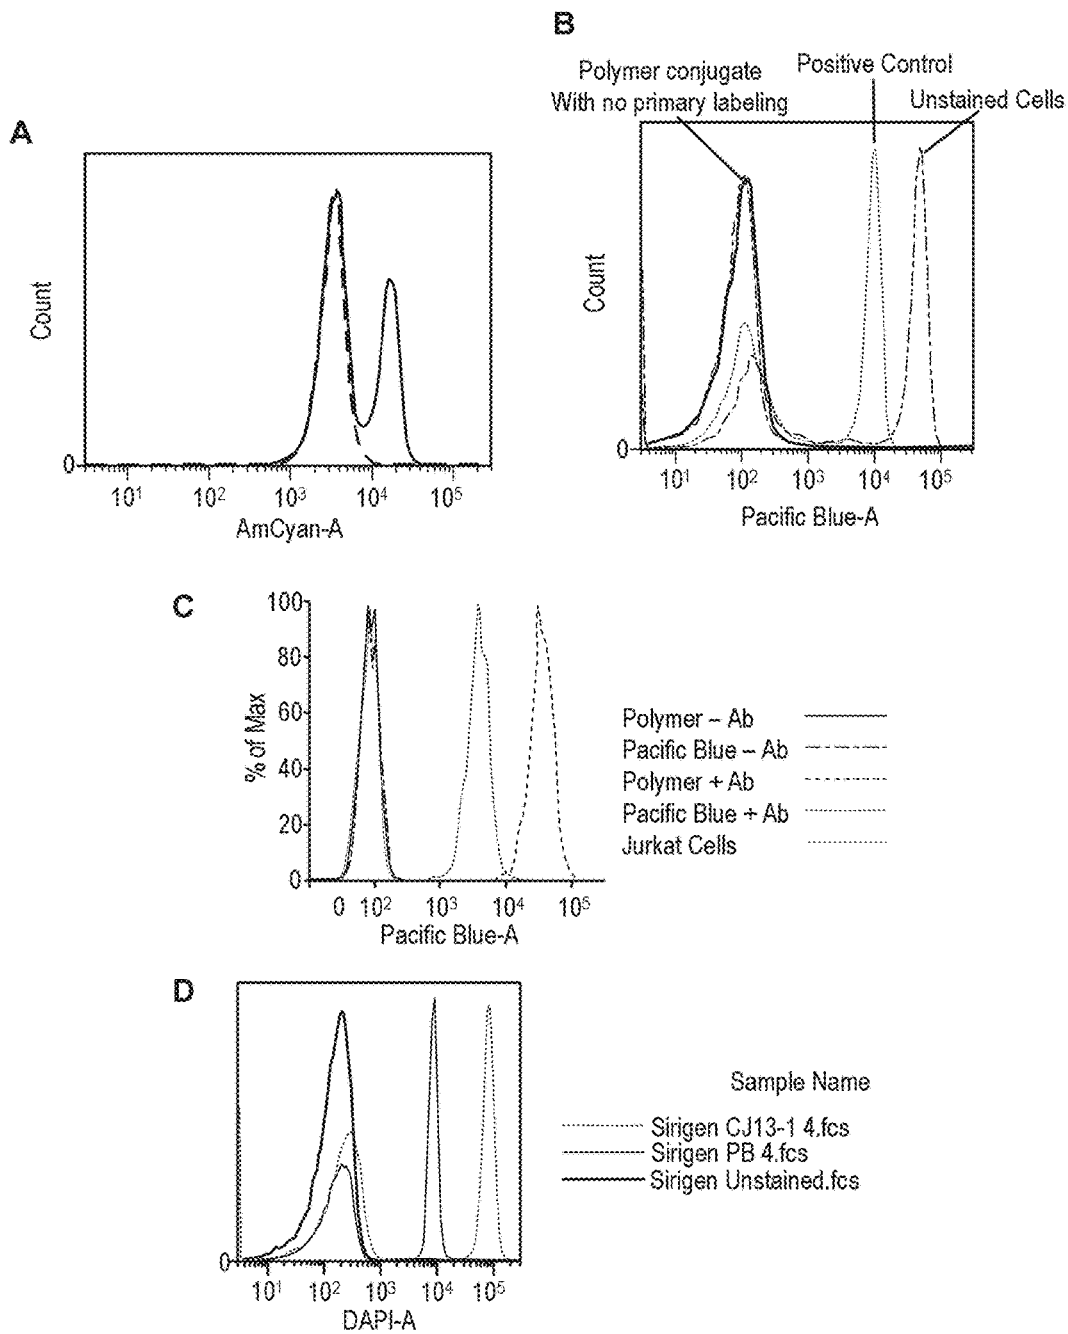 A
Count
0
10¹ 10² 10³ 10⁴ 10⁵
AmCyan-A
B
Polymer conjugate
With no primary labeling
Positive Control
Unstained Cells
Count
0
10¹ 10² 10³ 10⁴ 10⁵
Pacific Blue-A
C
% of Max
100
80
60
40
20
0
0 10² 10³ 10⁴ 10⁵
Pacific Blue-A
Polymer – Ab
Pacific Blue – Ab
Polymer + Ab
Pacific Blue + Ab
Jurkat Cells
D
0
10¹ 10² 10³ 10⁴ 10⁵
DAPI-A
Sample Name
Sirigen CJ13-1 4.fcs
Sirigen PB 4.fcs
Sirigen Unstained.fcs